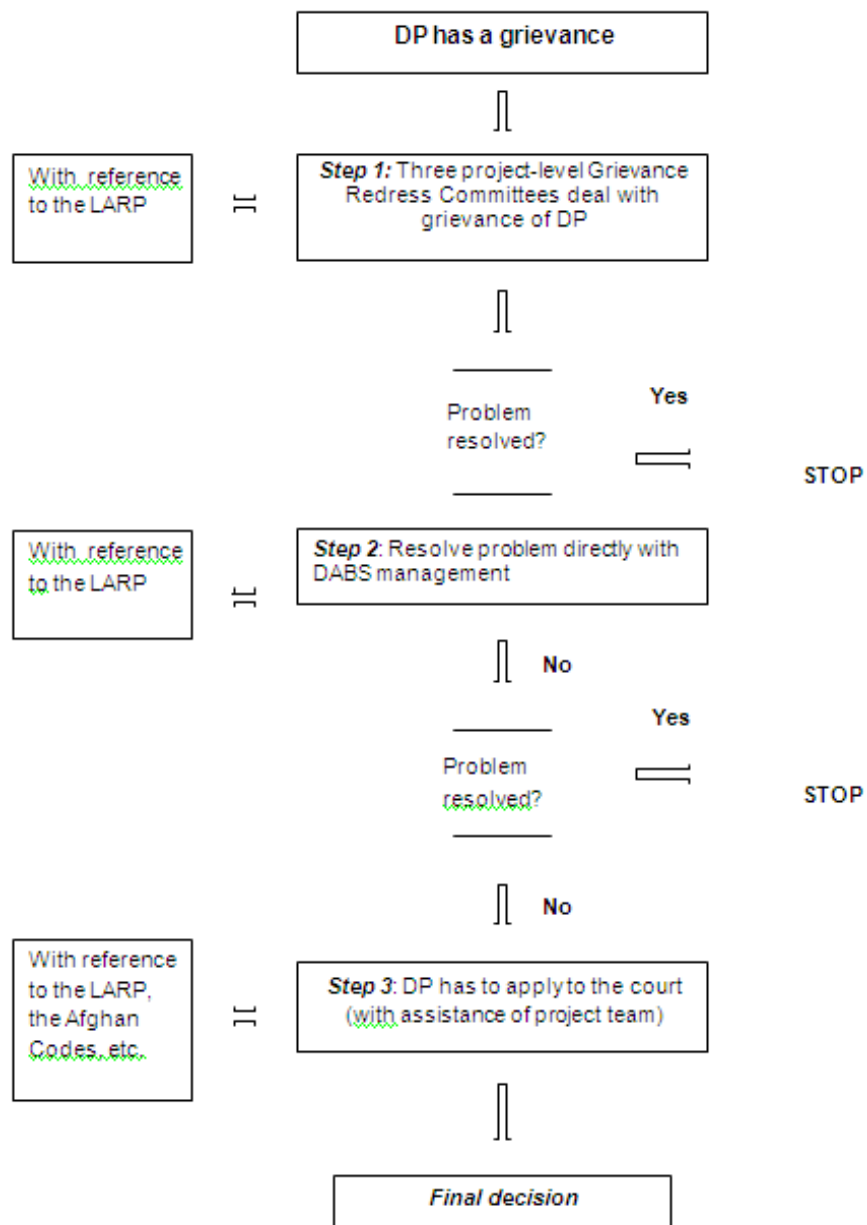 DP has a grievance
With reference
to the LARP
Step 1: Three project-level Grievance
Redress Committees deal with
grievance of DP
Yes
Problem
resolved?
STOP
With reference
to the LARP
Step 2: Resolve problem directly with
DABS management
No
Yes
Problem
resolved?
STOP
No
With reference
to the LARP,
the Afghan
Codes, etc.
Step 3: DP has to apply to the court
(with assistance of project team)
Final decision